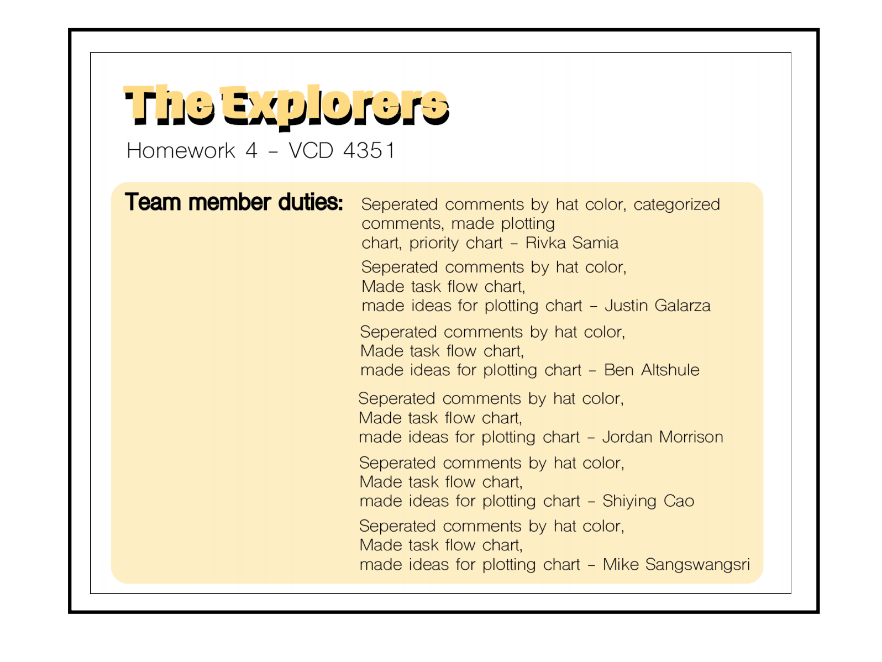 The Explorers
Homework 4 – VCD 4351
Team member duties:
Seperated comments by hat color, categorized
comments, made plotting
chart, priority chart – Rivka Samia
Seperated comments by hat color,
Made task flow chart,
made ideas for plotting chart – Justin Galarza
Seperated comments by hat color,
Made task flow chart,
made ideas for plotting chart – Ben Altshule
Seperated comments by hat color,
Made task flow chart,
made ideas for plotting chart – Jordan Morrison
Seperated comments by hat color,
Made task flow chart,
made ideas for plotting chart – Shiying Cao
Seperated comments by hat color,
Made task flow chart,
made ideas for plotting chart – Mike Sangswangsri